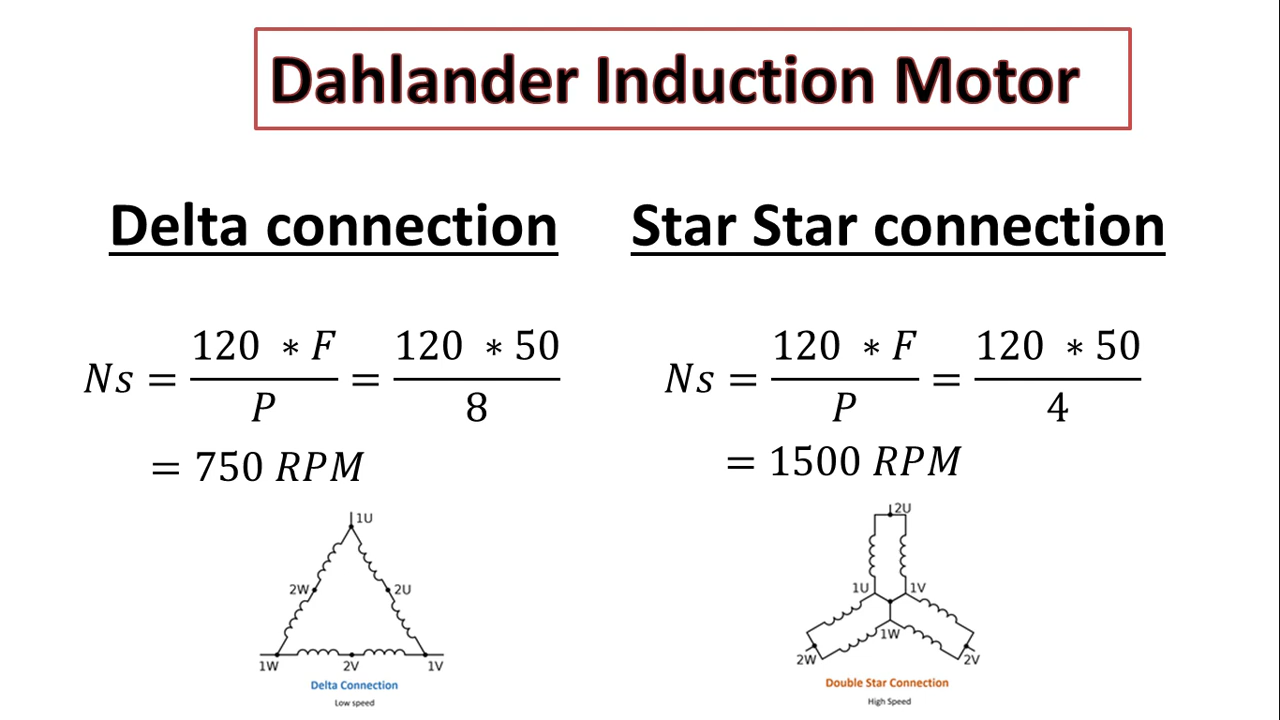 Dahlander Induction Motor
Delta connection
Ns = 120 * F / P = 120 * 50 / 8
= 750 RPM
1U
2W
2U
1W
2V
1V
Delta Connection
Low speed
Star Star connection
Ns = 120 * F / P = 120 * 50 / 4
= 1500 RPM
2U
1U
1V
1W
2W
2V
Double Star Connection
High Speed